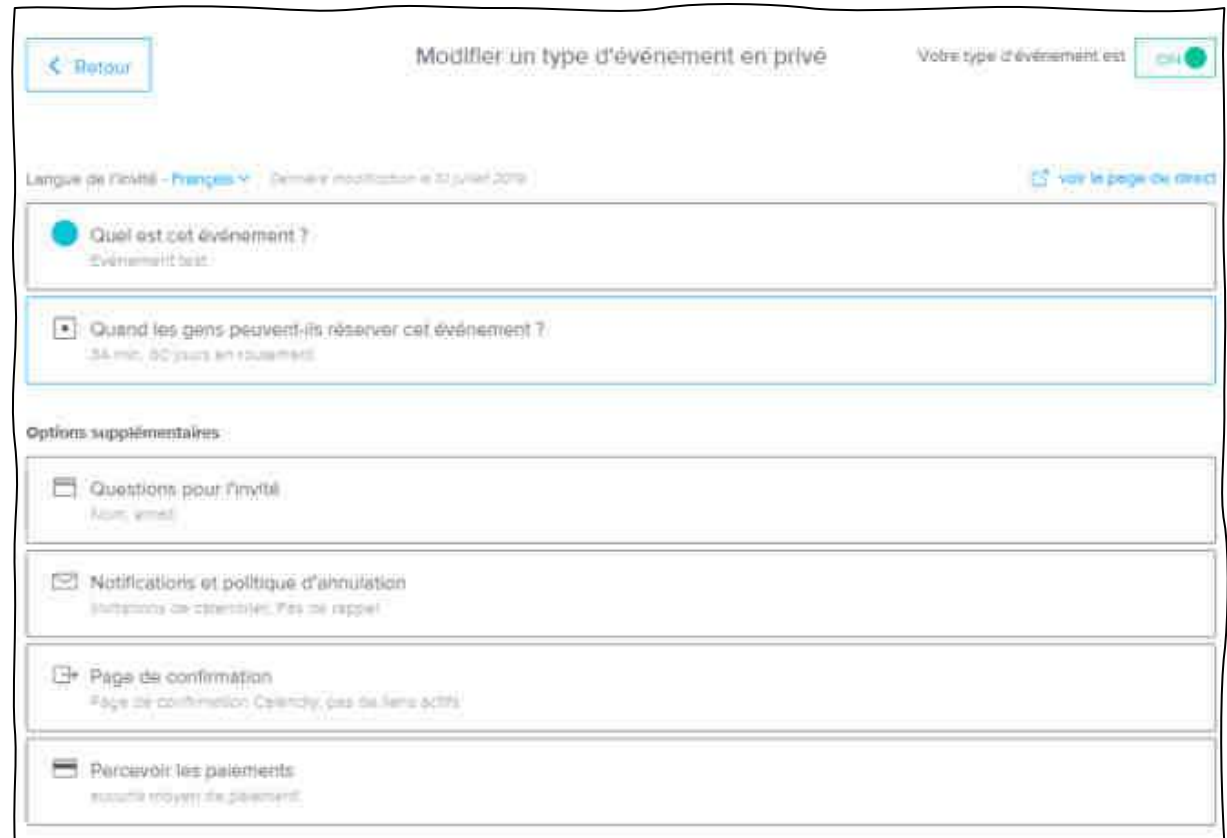 Retour
Modifier un type d'événement en privé
Votre type d'événement est
ON
Langue de l'invité - Français
Dernière modification le 10 juillet 2019
voir le page de direct
Quel est cet événement ?
Evénement test
Quand les gens peuvent-ils réserver cet événement ?
min, 60 jours en roulement
Options supplémentaires
Questions pour l'invité
Nom, email
Notifications et politique d'annulation
Invitations de calendrier, Pas de rappel
Page de confirmation
Page de confirmation Calendly, pas de liens actifs
Percevoir les paiements
moyen de paiement